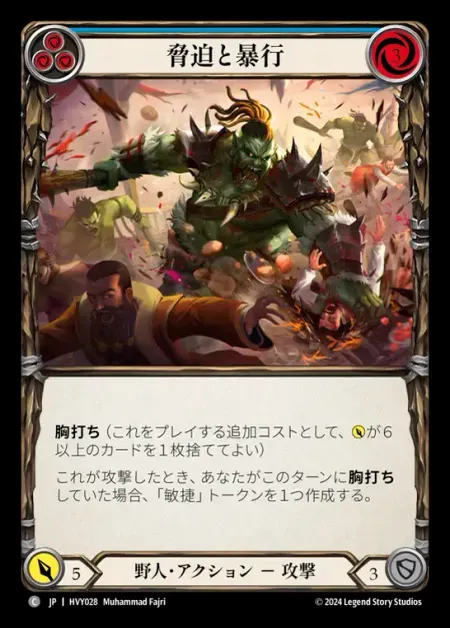 3
脅迫と暴行
胸打ち（これをプレイする追加コストとして、が６
以上のカードを１枚捨ててよい）
これが攻撃したとき、あなたがこのターンに胸打ち
していた場合、「敏捷」トークンを１つ作成する。
5
野人・アクション － 攻撃
3
C JP | HVY028 Muhammad Fajri
© 2024 Legend Story Studios